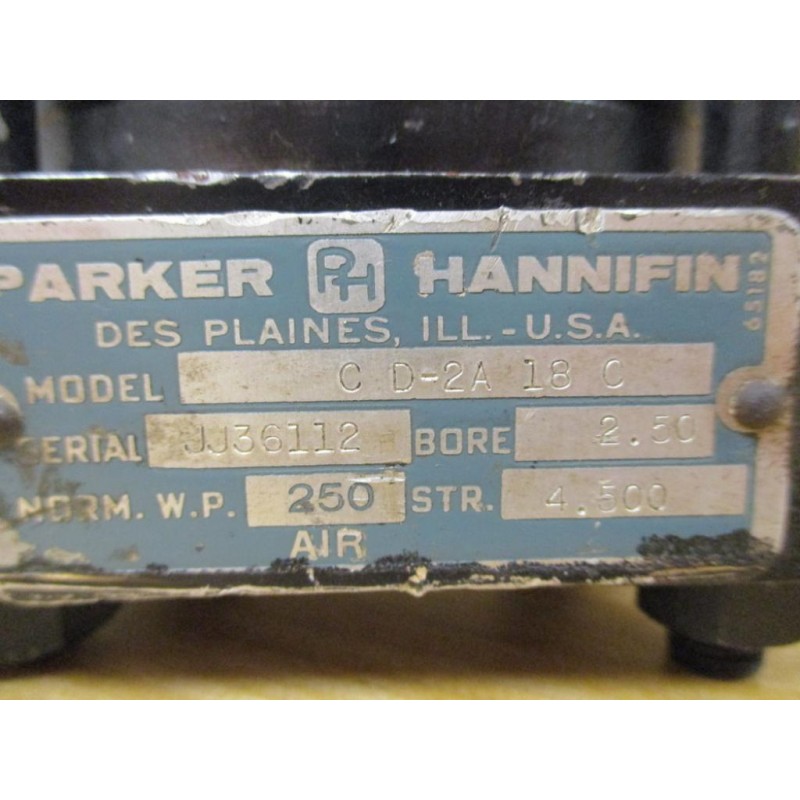 PARKER PH HANNIFIN
65182
DES PLAINES, ILL. - U.S.A.
MODEL C D-2A 18 C
SERIAL JJ36112 BORE 2.50
NORM. W.P. 250 STR. 4.500
AIR